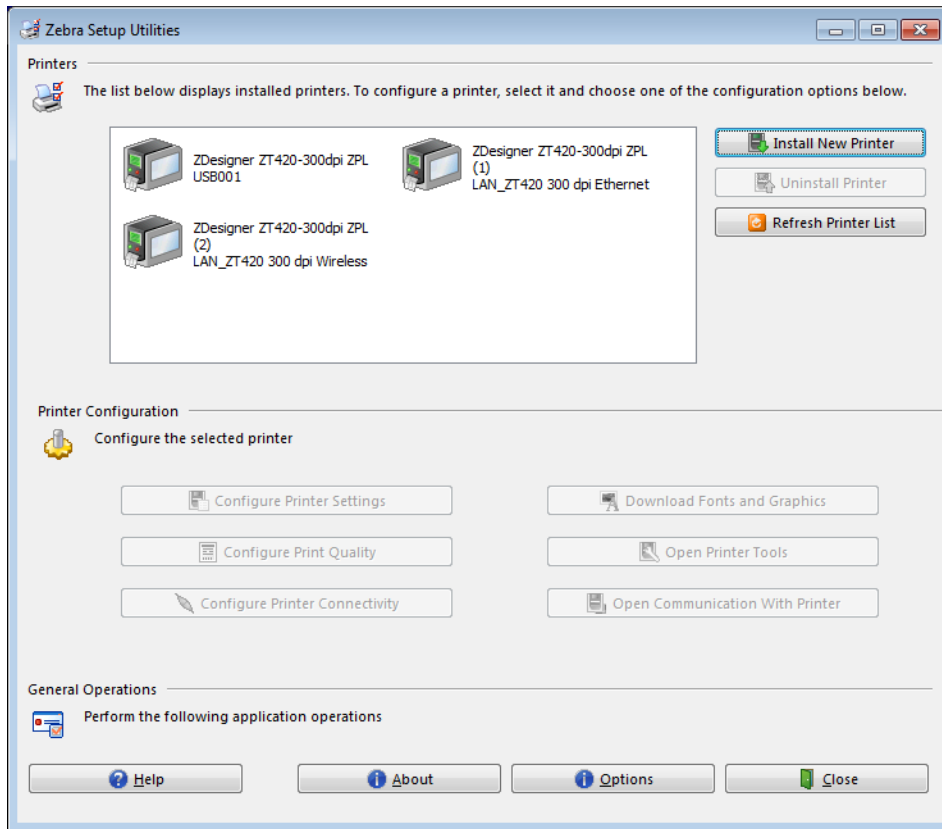 Zebra Setup Utilities
Printers
The list below displays installed printers. To configure a printer, select it and choose one of the configuration options below.
ZDesigner ZT420-300dpi ZPL
USB001
ZDesigner ZT420-300dpi ZPL
(1)
LAN_ZT420 300 dpi Ethernet
ZDesigner ZT420-300dpi ZPL
(2)
LAN_ZT420 300 dpi Wireless
Install New Printer
Uninstall Printer
Refresh Printer List
Printer Configuration
Configure the selected printer
Configure Printer Settings
Download Fonts and Graphics
Configure Print Quality
Open Printer Tools
Configure Printer Connectivity
Open Communication With Printer
General Operations
Perform the following application operations
Help
About
Options
Close